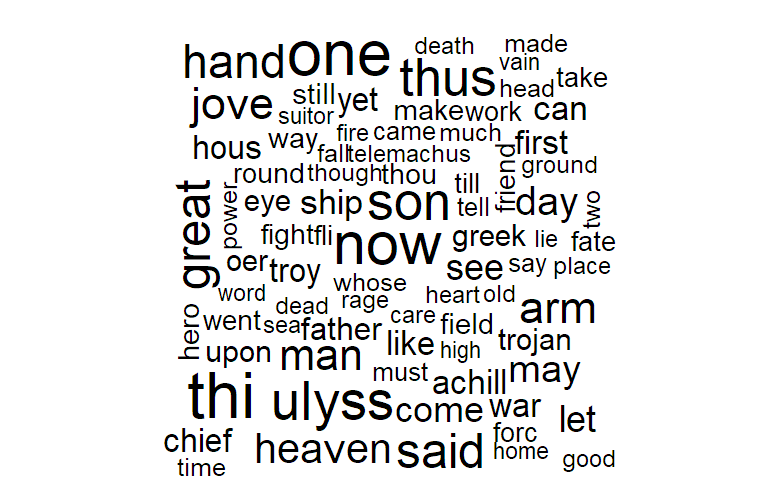 death made
hand one thus vain
head take
jove still yet make work can
suitor
hous way fire came much first
fall telemachus
round thought thou till friend ground
great power eye ship son tell day two
fight fli now greek lie fate
oer troy whose see say place
word dead rage heart old arm
hero went sea father care field
upon man like high trojan
must achill may
thi ulyss come war let
chief forc
heaven said home good
time